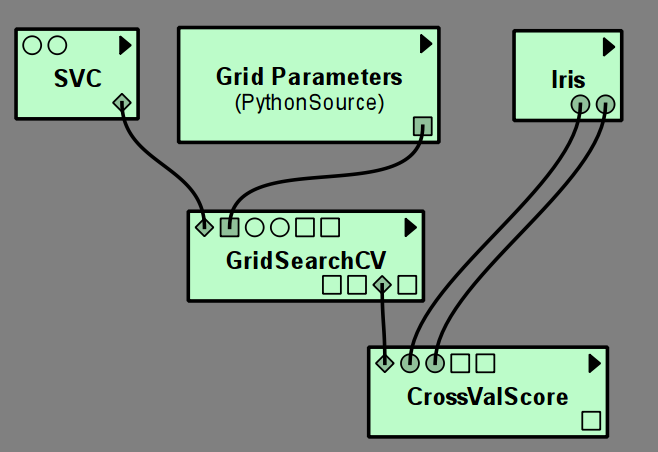 SVC
Grid Parameters
(PythonSource)
Iris
GridSearchCV
CrossValScore